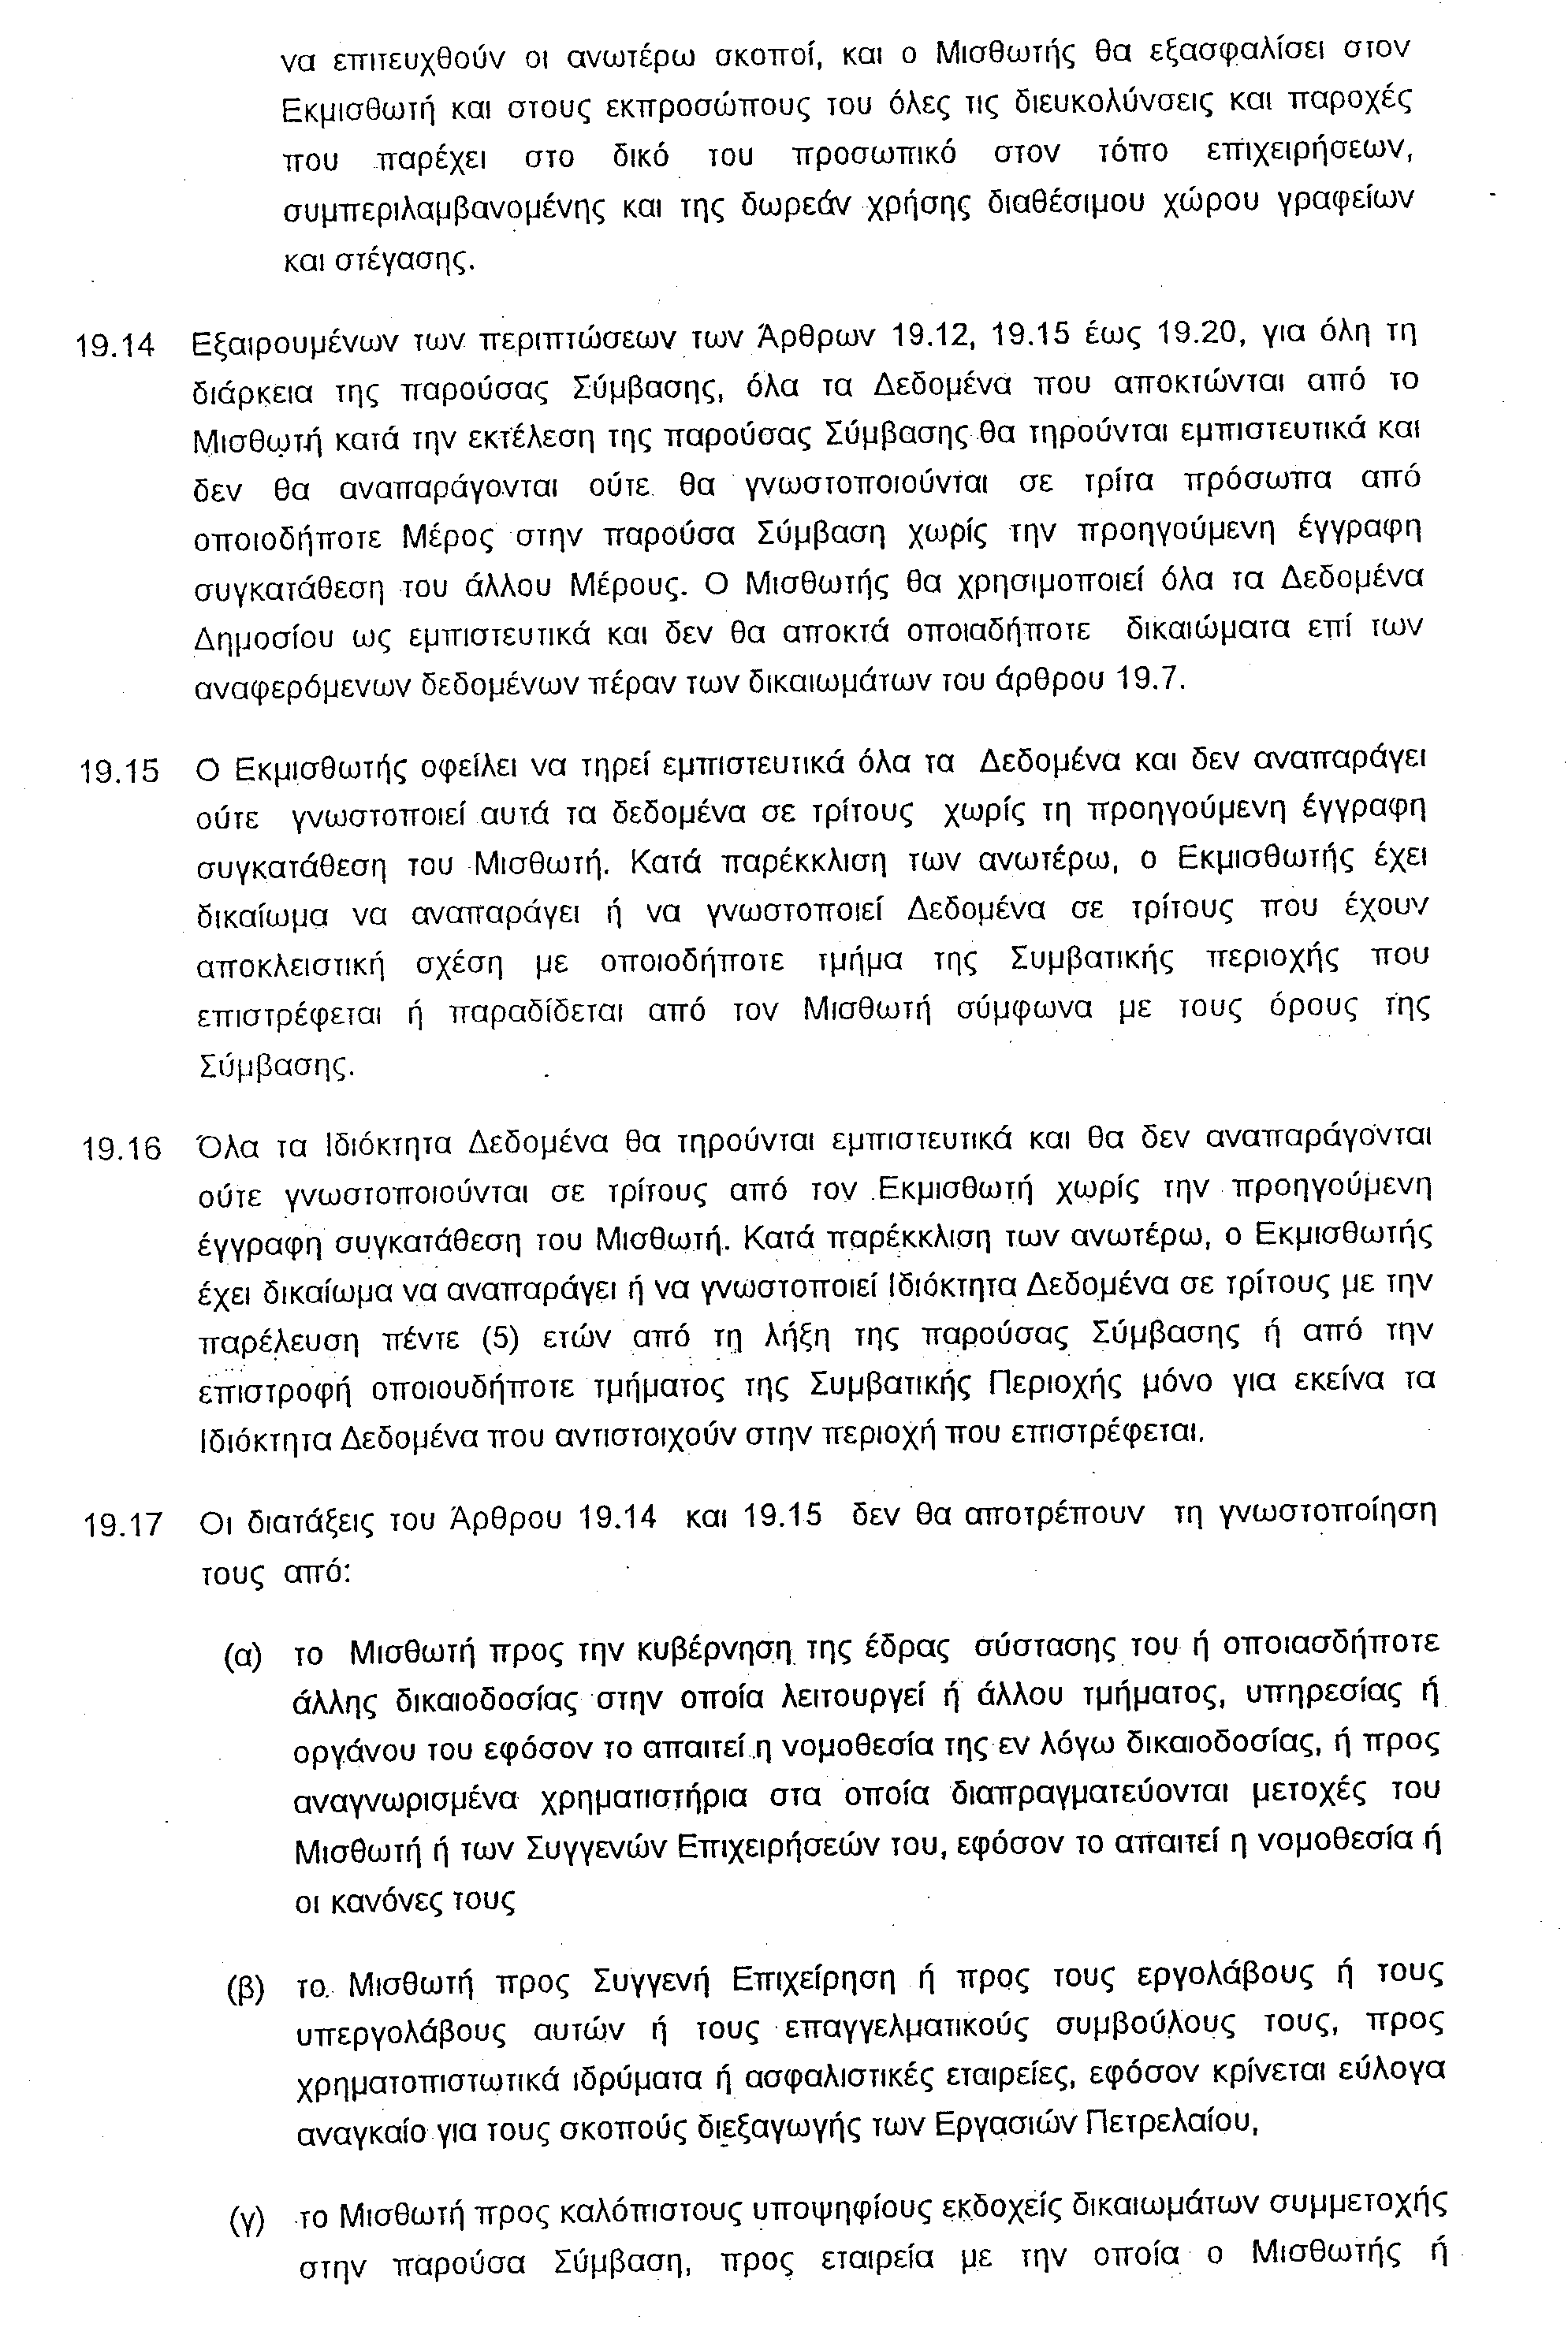 να επιτευχθούν οι ανωτέρω σκοποί, και ο Μισθωτής θα εξασφαλίσει στον
Εκμισθωτή και στους εκπροσώπους του όλες τις διευκολύνσεις και παροχές
που παρέχει στο δικό του προσωπικό στον τόπο επιχειρήσεων,
συμπεριλαμβανομένης και της δωρεάν χρήσης διαθέσιμου χώρου γραφείων
και στέγασης.
19.14 Εξαιρουμένων των περιπτώσεων των Άρθρων 19.12, 19.15 έως 19.20, για όλη τη
διάρκεια της παρούσας Σύμβασης, όλα τα Δεδομένα που αποκτώνται από το
Μισθωτή κατά την εκτέλεση της παρούσας Σύμβασης θα τηρούνται εμπιστευτικά και
δεν θα αναπαράγονται ούτε θα γνωστοποιούνται σε τρίτα πρόσωπα από
οποιοδήποτε Μέρος στην παρούσα Σύμβαση χωρίς την προηγούμενη έγγραφη
συγκατάθεση του άλλου Μέρους. Ο Μισθωτής θα χρησιμοποιεί όλα τα Δεδομένα
Δημοσίου ως εμπιστευτικά και δεν θα αποκτά οποιαδήποτε δικαιώματα επί των
αναφερόμενων δεδομένων πέραν των δικαιωμάτων του άρθρου 19.7.
19.15 Ο Εκμισθωτής οφείλει να τηρεί εμπιστευτικά όλα τα Δεδομένα και δεν αναπαράγει
ούτε γνωστοποιεί αυτά τα δεδομένα σε τρίτους χωρίς τη προηγούμενη έγγραφη
συγκατάθεση του Μισθωτή. Κατά παρέκκλιση των ανωτέρω, ο Εκμισθωτής έχει
δικαίωμα να αναπαράγει ή να γνωστοποιεί Δεδομένα σε τρίτους που έχουν
αποκλειστική σχέση με οποιοδήποτε τμήμα της Συμβατικής περιοχής που
επιστρέφεται ή παραδίδεται από τον Μισθωτή σύμφωνα με τους όρους της
Σύμβασης.
19.16 Όλα τα Ιδιόκτητα Δεδομένα θα τηρούνται εμπιστευτικά και θα δεν αναπαράγονται
ούτε γνωστοποιούνται σε τρίτους από τον Εκμισθωτή χωρίς την προηγούμενη
έγγραφη συγκατάθεση του Μισθωτή. Κατά παρέκκλιση των ανωτέρω, ο Εκμισθωτής
έχει δικαίωμα να αναπαράγει ή να γνωστοποιεί Ιδιόκτητα Δεδομένα σε τρίτους με την
παρέλευση πέντε (5) ετών από τη λήξη της παρούσας Σύμβασης ή από την
επιστροφή οποιουδήποτε τμήματος της Συμβατικής Περιοχής μόνο για εκείνα τα
Ιδιόκτητα Δεδομένα που αντιστοιχούν στην περιοχή που επιστρέφεται.
19.17 Οι διατάξεις του Άρθρου 19.14 και 19.15 δεν θα αποτρέπουν τη γνωστοποίηση
τους από:
(α) το Μισθωτή προς την κυβέρνηση της έδρας σύστασης του ή οποιασδήποτε
άλλης δικαιοδοσίας στην οποία λειτουργεί ή άλλου τμήματος, υπηρεσίας ή
οργάνου του εφόσον το απαιτεί η νομοθεσία της εν λόγω δικαιοδοσίας, ή προς
αναγνωρισμένα χρηματιστήρια στα οποία διαπραγματεύονται μετοχές του
Μισθωτή ή των Συγγενών Επιχειρήσεών του, εφόσον το απαιτεί η νομοθεσία ή
οι κανόνες τους
(β) το Μισθωτή προς Συγγενή Επιχείρηση ή προς τους εργολάβους ή τους
υπεργολάβους αυτών ή τους επαγγελματικούς συμβούλους τους, προς
χρηματοπιστωτικά ιδρύματα ή ασφαλιστικές εταιρείες, εφόσον κρίνεται εύλογα
αναγκαίο για τους σκοπούς διεξαγωγής των Εργασιών Πετρελαίου,
(γ) το Μισθωτή προς καλόπιστους υποψηφίους εκδοχείς δικαιωμάτων συμμετοχής
στην παρούσα Σύμβαση, προς εταιρεία με την οποία ο Μισθωτής ή